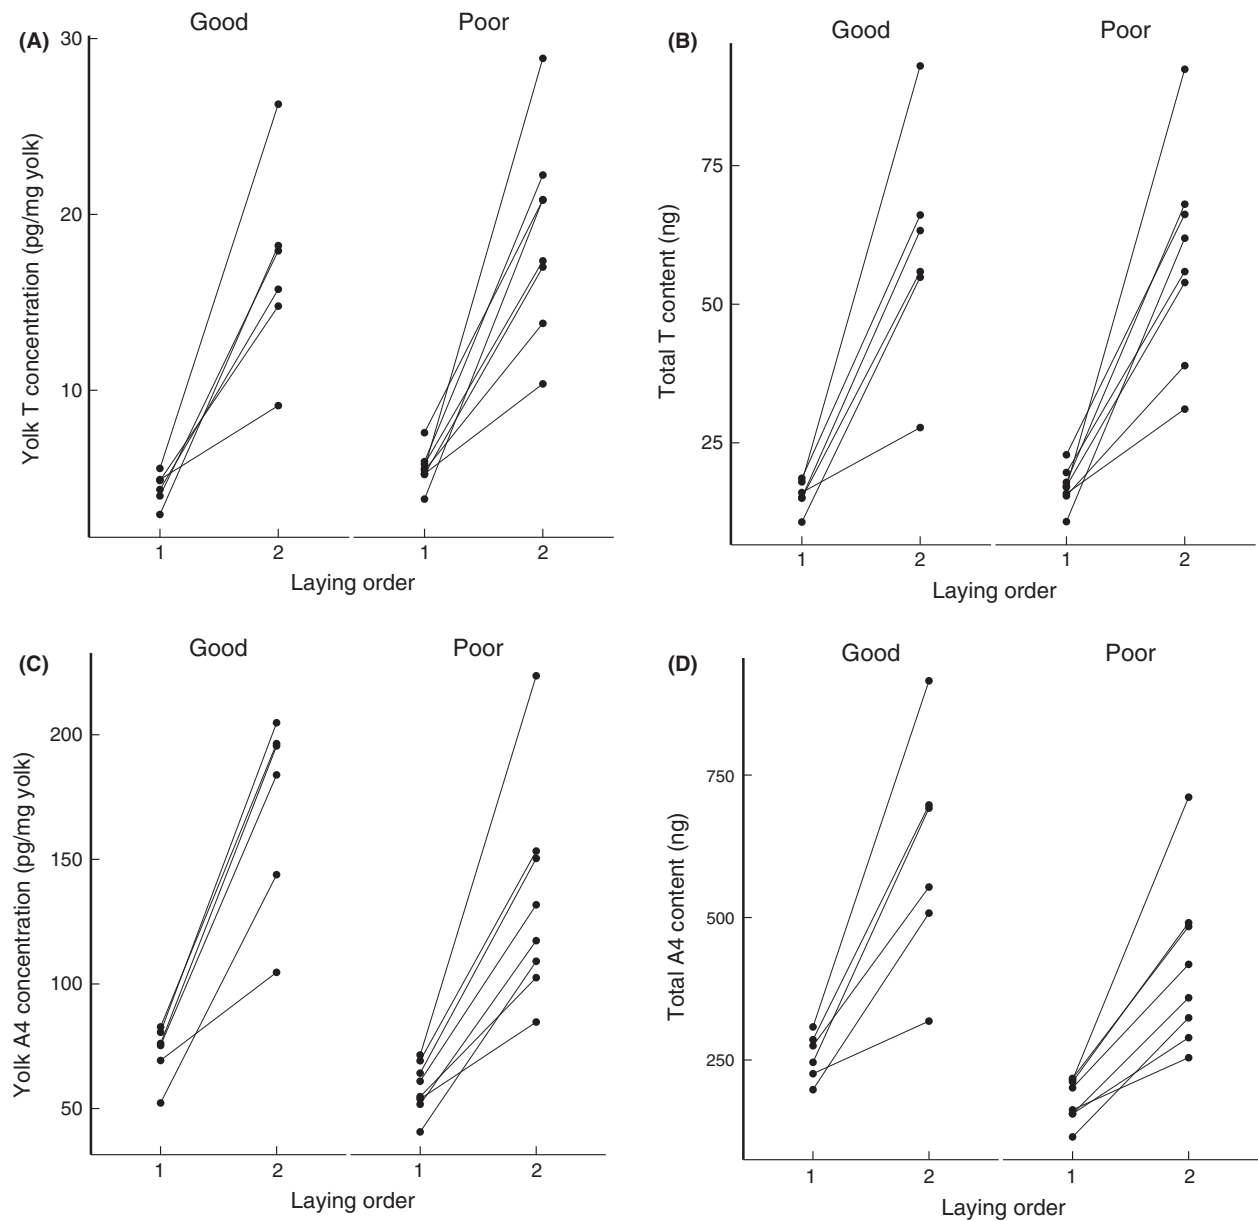 (A)
Good
Poor
30
20
10
Yolk T concentration (pg/mg yolk)
1
2
1
2
Laying order
(B)
Good
Poor
75
50
25
Total T content (ng)
1
2
1
2
Laying order
(C)
Good
Poor
200
150
100
50
Yolk A4 concentration (pg/mg yolk)
1
2
1
2
Laying order
(D)
Good
Poor
750
500
250
Total A4 content (ng)
1
2
1
2
Laying order